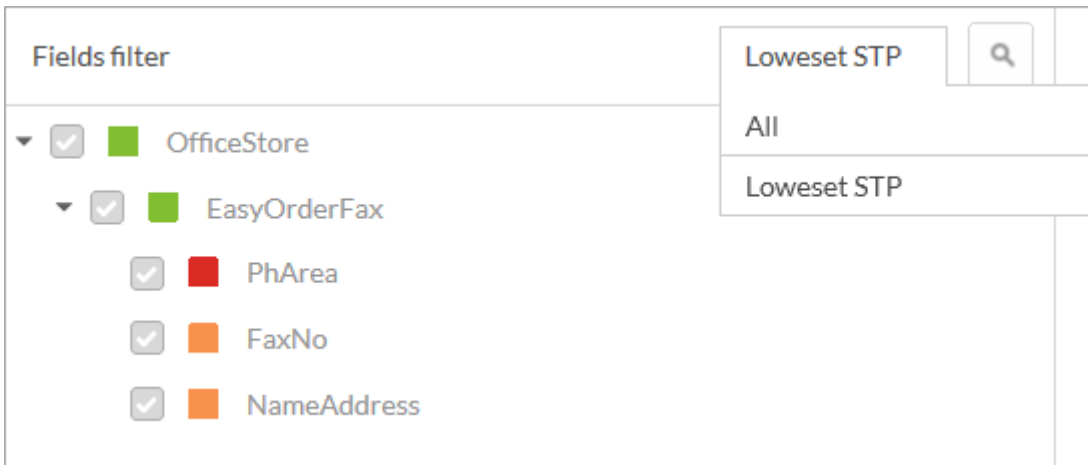 Fields filter
Loweset STP
All
Loweset STP
OfficeStore
EasyOrderFax
PhArea
FaxNo
NameAddress